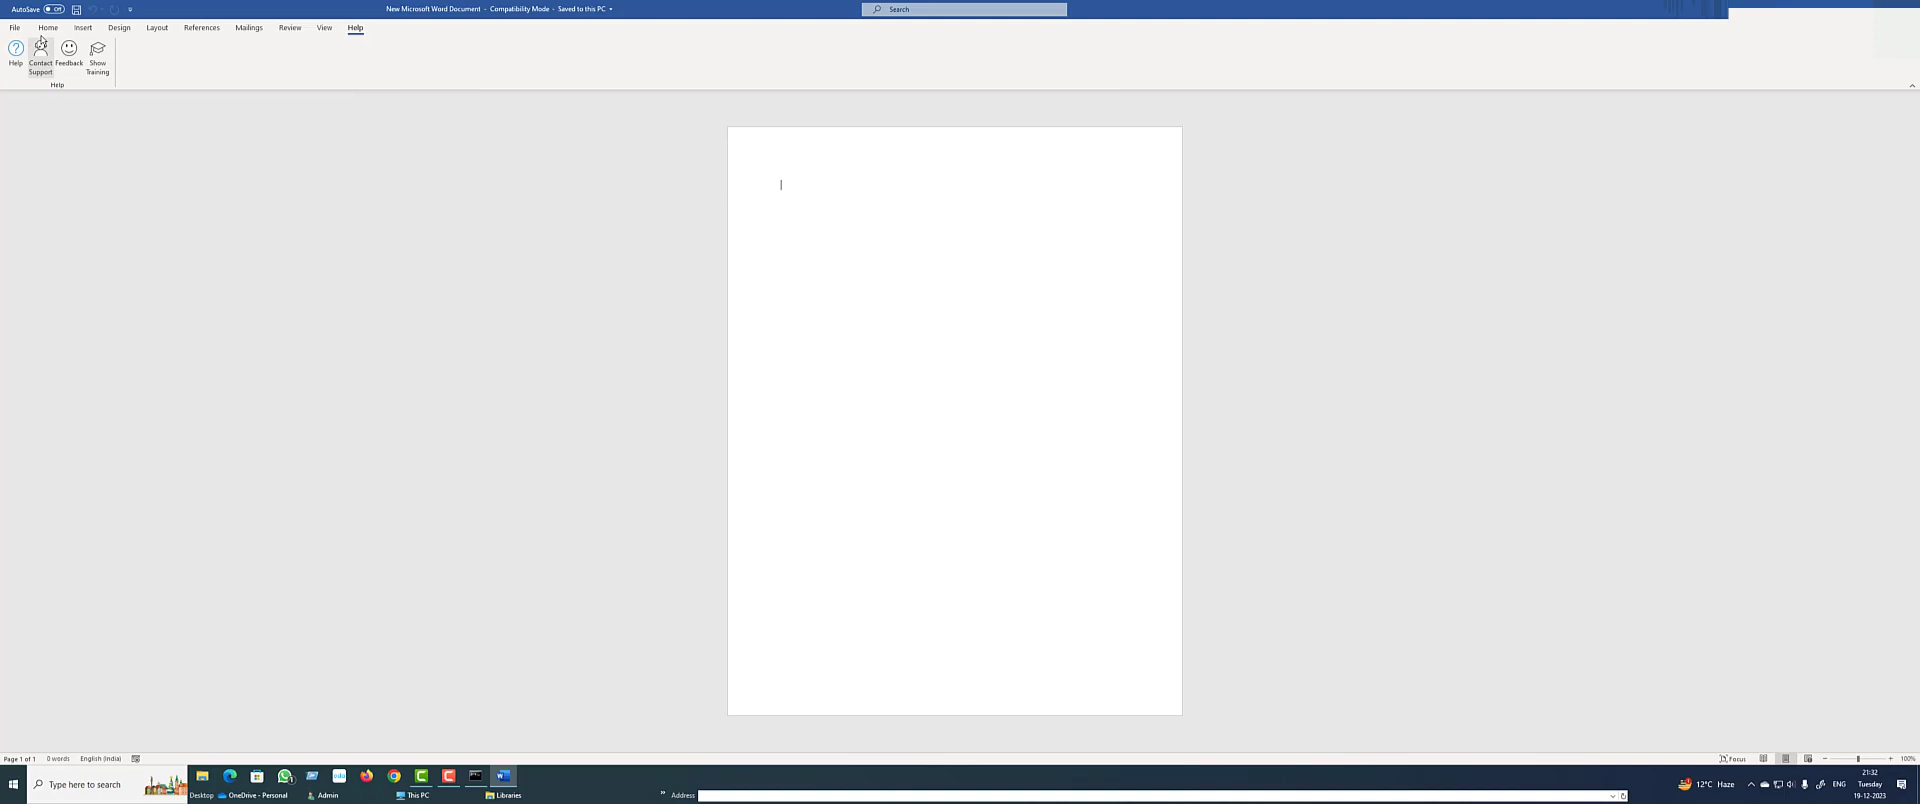 AutoSave Off
New Microsoft Word Document - Compatibility Mode - Saved to this PC
Search
File Home Insert Design Layout References Mailings Review View Help
Help
Contact Support
Feedback
Show Training
Help
Page 1 of 1 0 words English (India)
Focus
100%
Type here to search
Desktop
OneDrive - Personal
Admin
This PC
Libraries
Address
12°C Haze
ENG
21:32
Tuesday
19-12-2023